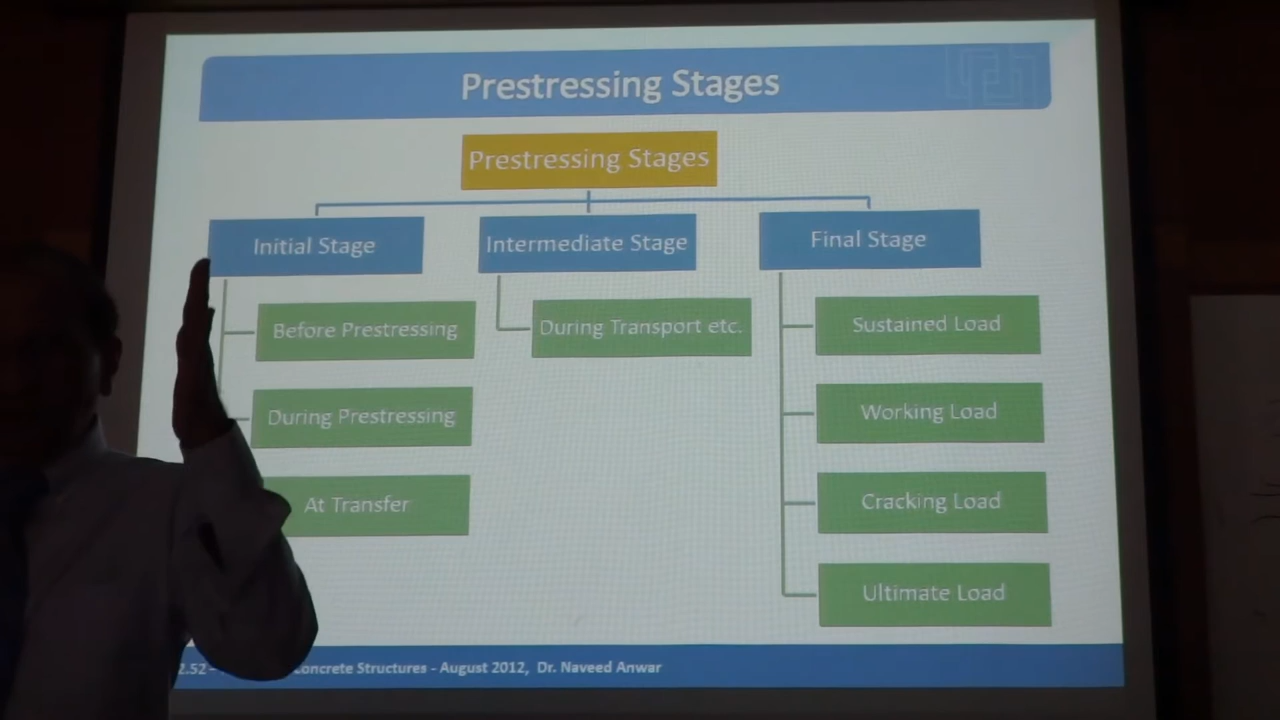 Prestressing Stages
Prestressing Stages
Initial Stage
Before Prestressing
During Prestressing
At Transfer
Intermediate Stage
During Transport etc.
Final Stage
Sustained Load
Working Load
Cracking Load
Ultimate Load
2.52 - Concrete Structures - August 2012, Dr. Naveed Anwar